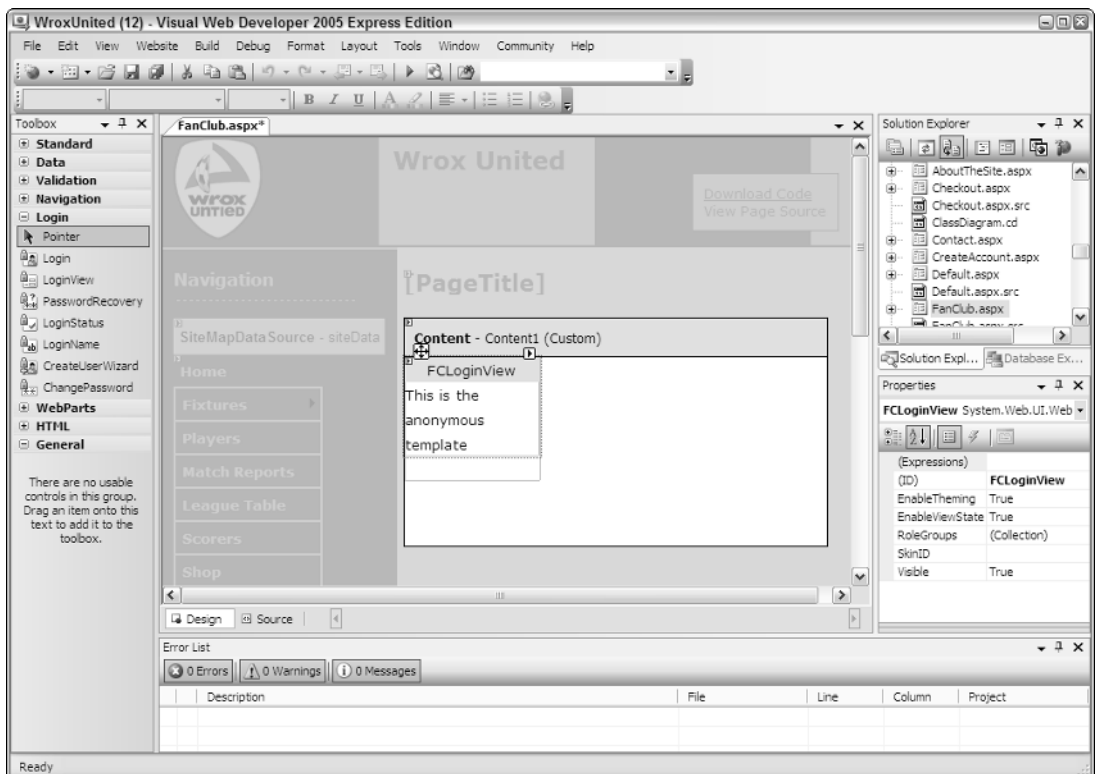 WroxUnited (12) - Visual Web Developer 2005 Express Edition
File Edit View Website Build Debug Format Layout Tools Window Community Help
B I U A
Toolbox
Standard
Data
Validation
Navigation
Login
Pointer
Login
LoginView
PasswordRecovery
LoginStatus
LoginName
CreateUserWizard
ChangePassword
WebParts
HTML
General
There are no usable
controls in this group.
Drag an item onto this
text to add it to the
toolbox.
FanClub.aspx*
wrox
UNTIED
Wrox United
Download Code
View Page Source
Navigation
[PageTitle]
SiteMapDataSource - siteData
Home
Fixtures
Players
Match Reports
League Table
Scorers
Shop
Content - Content1 (Custom)
FCLoginView
This is the
anonymous
template
Design Source
Solution Explorer
AboutTheSite.aspx
Checkout.aspx
Checkout.aspx.src
ClassDiagram.cd
Contact.aspx
CreateAccount.aspx
Default.aspx
Default.aspx.src
FanClub.aspx
FanClub.aspx.src
Solution Expl... Database Ex...
Properties
FCLoginView System.Web.UI.Web
(Expressions)
(ID) FCLoginView
EnableTheming True
EnableViewState True
RoleGroups (Collection)
SkinID
Visible True
Error List
0 Errors 0 Warnings 0 Messages
Description File Line Column Project
Ready